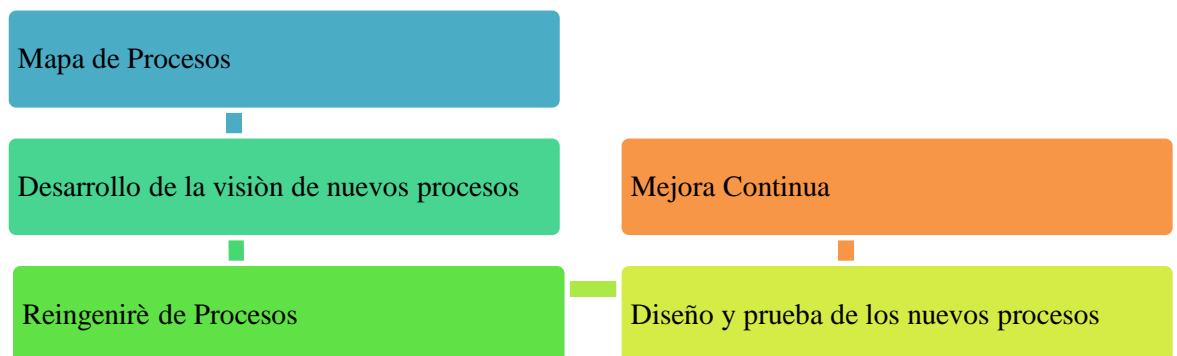 Mapa de Procesos
Desarrollo de la visiòn de nuevos procesos
Reingenirè de Procesos
Diseño y prueba de los nuevos procesos
Mejora Continua